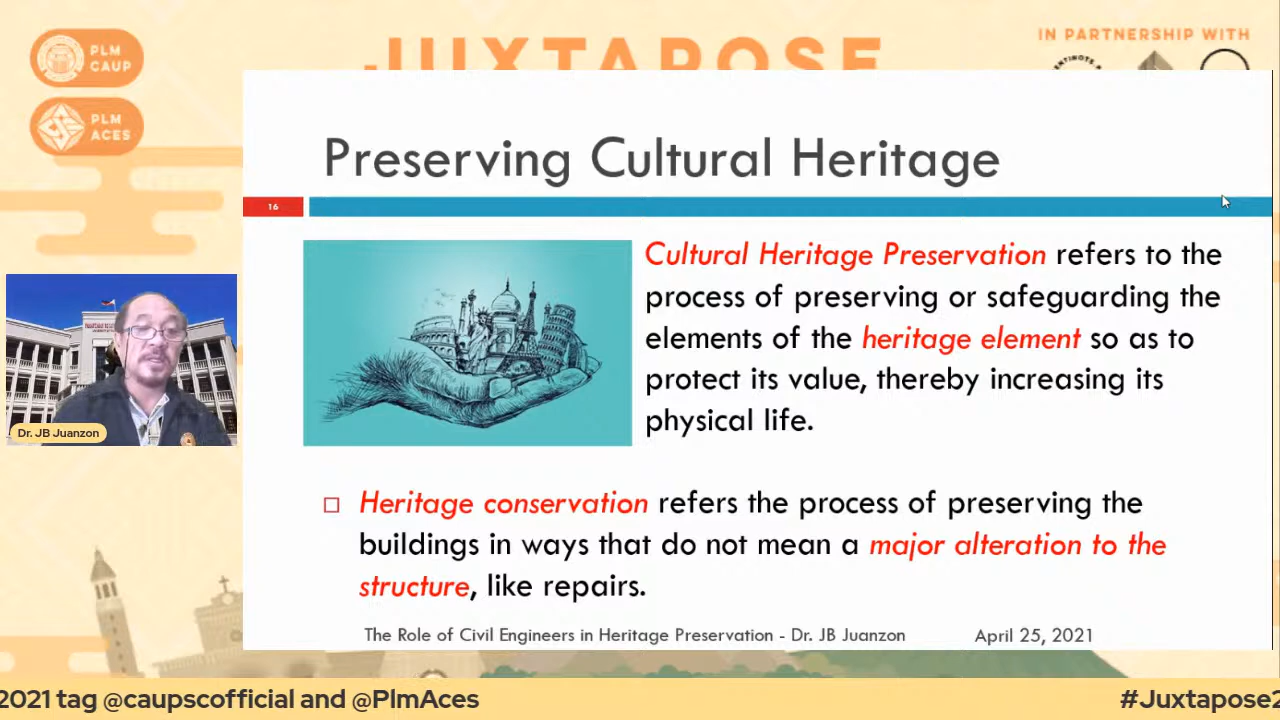 PLM
CAUP
PLM
ACES
JUXTAPOSE
IN PARTNERSHIP WITH
Preserving Cultural Heritage
16
Cultural Heritage Preservation refers to the
process of preserving or safeguarding the
elements of the heritage element so as to
protect its value, thereby increasing its
physical life.
Heritage conservation refers the process of preserving the
buildings in ways that do not mean a major alteration to the
structure, like repairs.
The Role of Civil Engineers in Heritage Preservation - Dr. JB Juanzon
April 25, 2021
Dr. JB Juanzon
2021 tag @caupscofficial and @PlmAces
#Juxtapose2